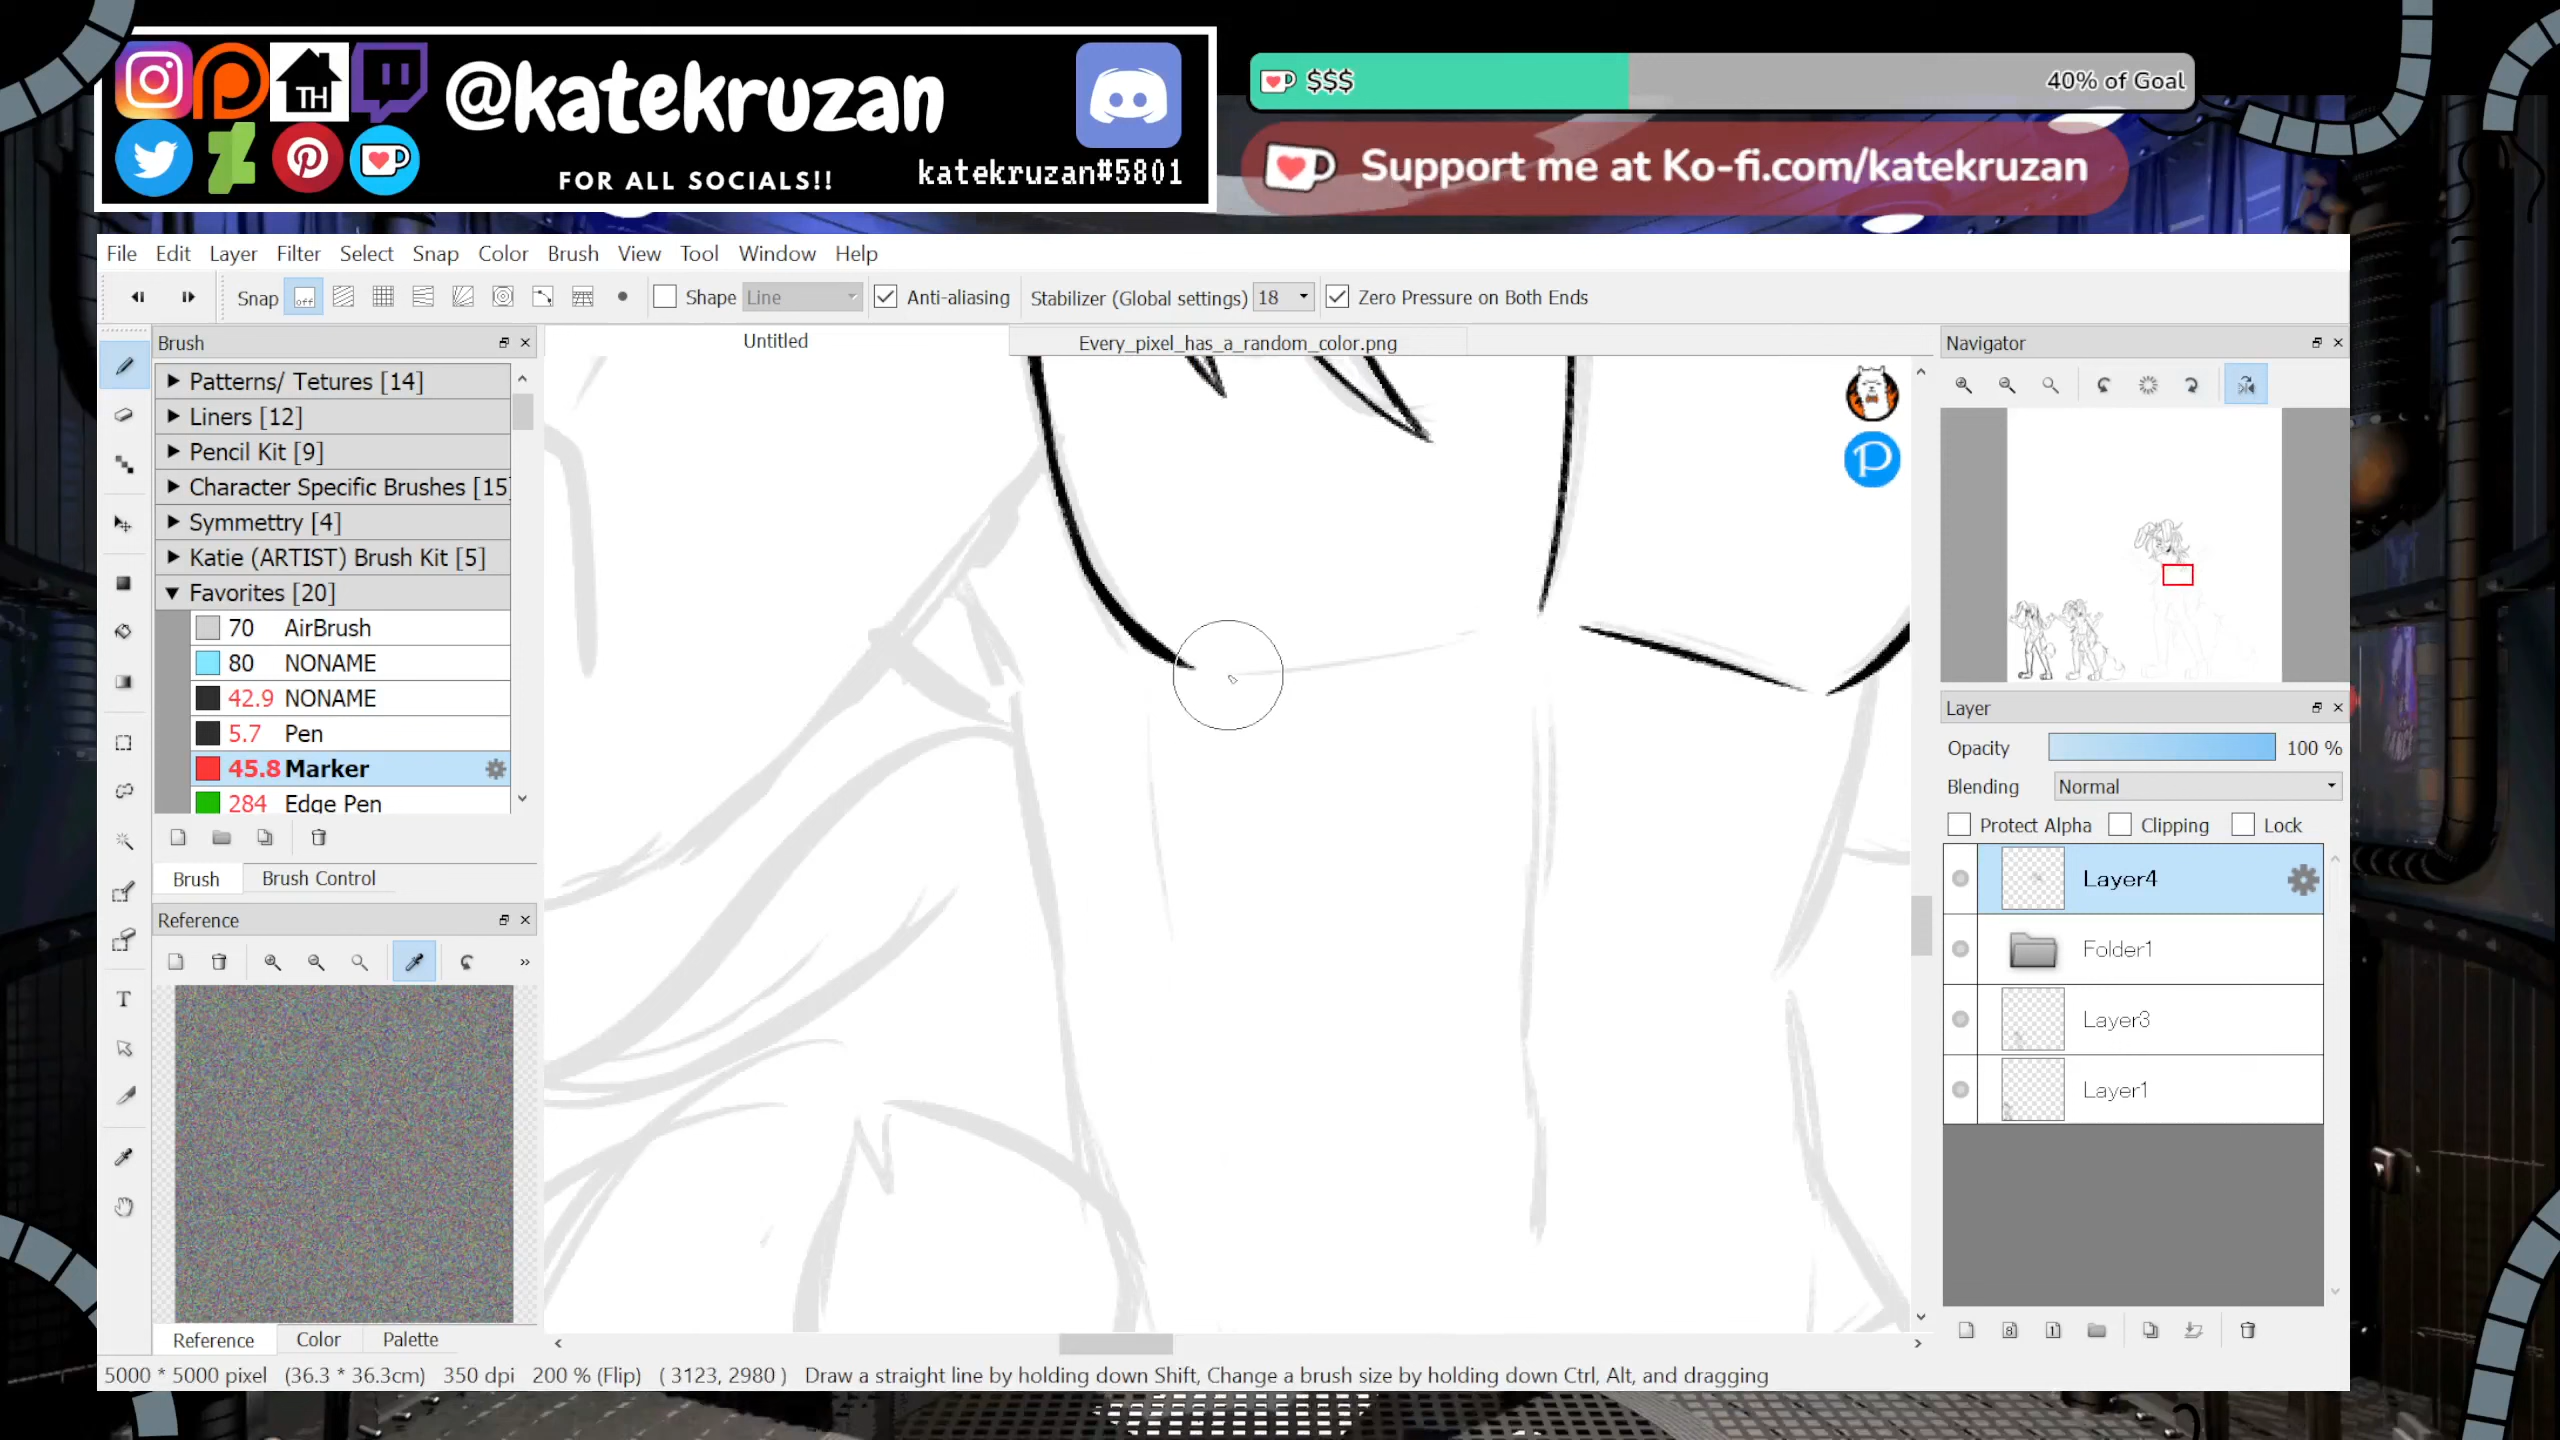 TH
@katekruzan
FOR ALL SOCIALS!!
katekruzan#5801
$$$
40% of Goal
Support me at Ko-fi.com/katekruzan
File Edit Layer Filter Select Snap Color Brush View Tool Window Help
Snap off Shape Line Anti-aliasing Stabilizer (Global settings) 18 Zero Pressure on Both Ends
Brush
Patterns/ Tetures [14]
Liners [12]
Pencil Kit [9]
Character Specific Brushes [15]
Symmettry [4]
Katie (ARTIST) Brush Kit [5]
Favorites [20]
70 AirBrush
80 NONAME
42.9 NONAME
5.7 Pen
45.8 Marker
284 Edge Pen
Brush Brush Control
Reference
Reference Color Palette
Untitled
Every_pixel_has_a_random_color.png
P
T
Navigator
Layer
Opacity 100 %
Blending Normal
Protect Alpha Clipping Lock
Layer4
Folder1
Layer3
Layer1
8 1
5000 * 5000 pixel (36.3 * 36.3cm) 350 dpi 200 % (Flip) ( 3123, 2980 ) Draw a straight line by holding down Shift, Change a brush size by holding down Ctrl, Alt, and dragging